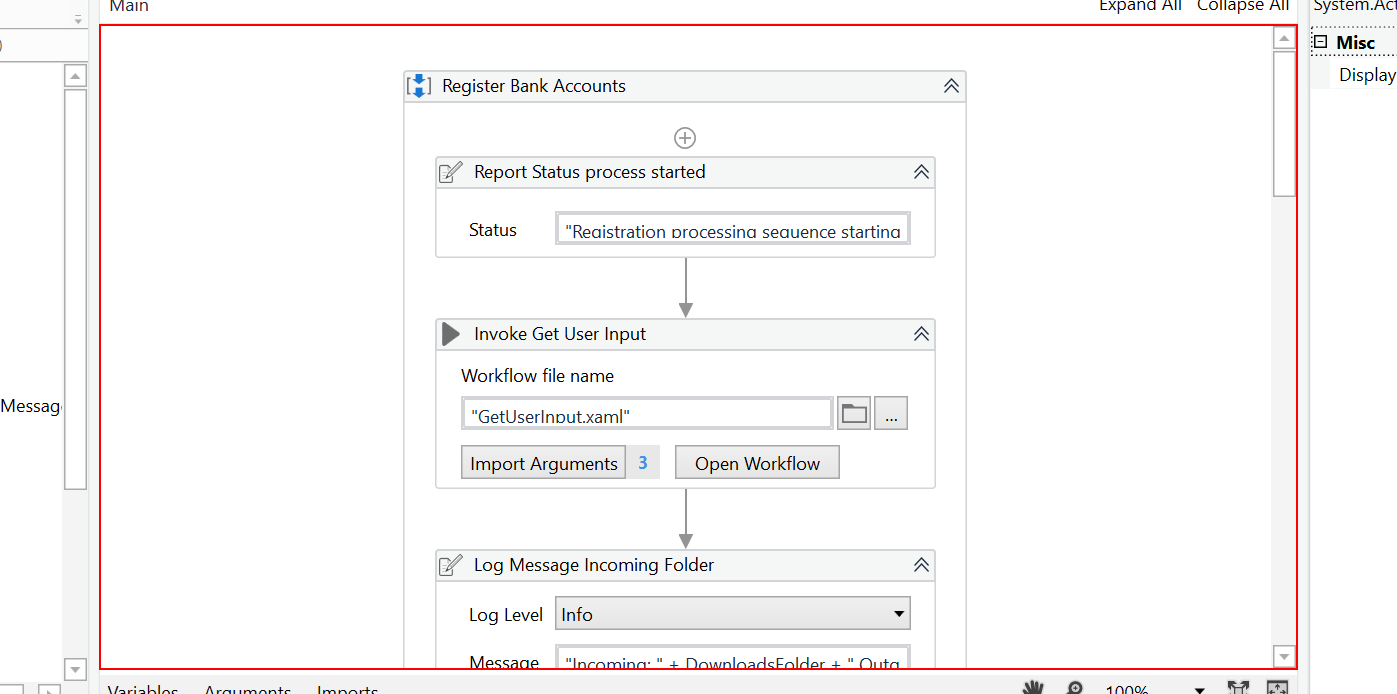 Main
Expand All Collapse All
System.Act
Misc
Display
Register Bank Accounts
Report Status process started
Status
"Registration processing sequence starting
Invoke Get User Input
Workflow file name
"GetUserInput.xaml"
...
Import Arguments 3
Open Workflow
Messag
Log Message Incoming Folder
Log Level Info
Message "Incoming: " + DownloadsFolder + " Outg
Variables Arguments Imports
100%